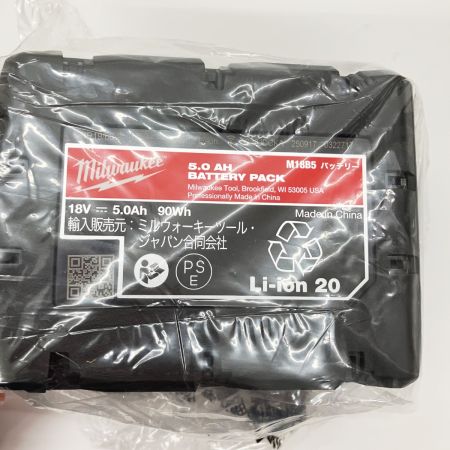 250917
Milwaukee
5.0 AH
BATTERY PACK
M18B5 バッテリー
Milwaukee Tool, Brookfield, WI 53005 USA
Professionally Made in China
18V ⎓ 5.0Ah 90Wh
Made in China
輸入販売元：ミルウォーキーツール・
ジャパン合同会社
PS
E
Li-ion 20